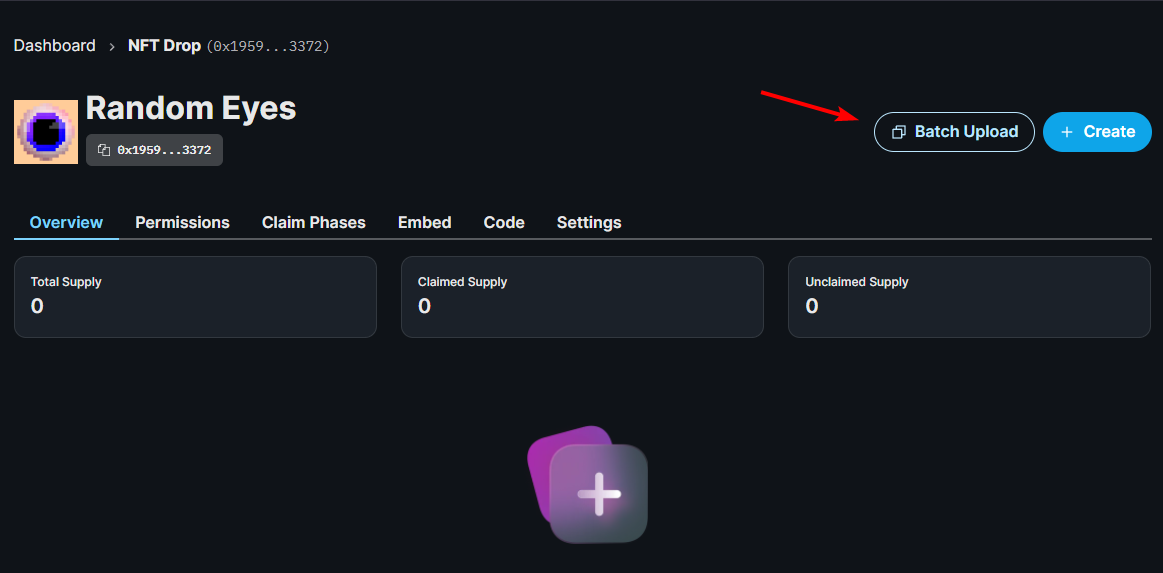 Dashboard > NFT Drop (0x1959...3372)
Random Eyes
0x1959...3372
Batch Upload
+ Create
Overview Permissions Claim Phases Embed Code Settings
Total Supply Claimed Supply Unclaimed Supply
0 0 0